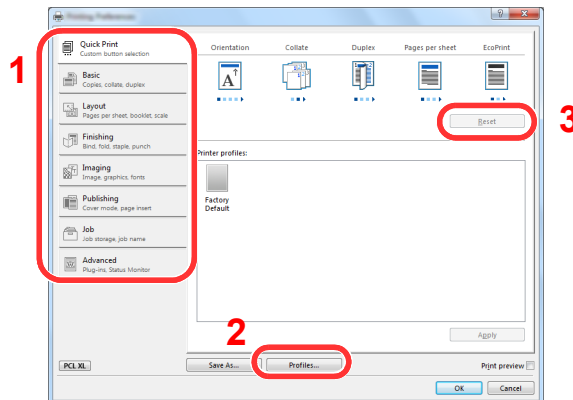 Printing Preferences
1
Quick Print
Custom button selection
Basic
Copies, collate, duplex
Layout
Pages per sheet, booklet, scale
Finishing
Bind, fold, staple, punch
Imaging
Image, graphics, fonts
Publishing
Cover mode, page insert
Job
Job storage, job name
Advanced
Plug-ins, Status Monitor
Orientation Collate Duplex Pages per sheet EcoPrint
A
Reset
3
Printer profiles:
Factory
Default
Apply
2
PCL XL
Save As...
Profiles...
Print preview
OK
Cancel